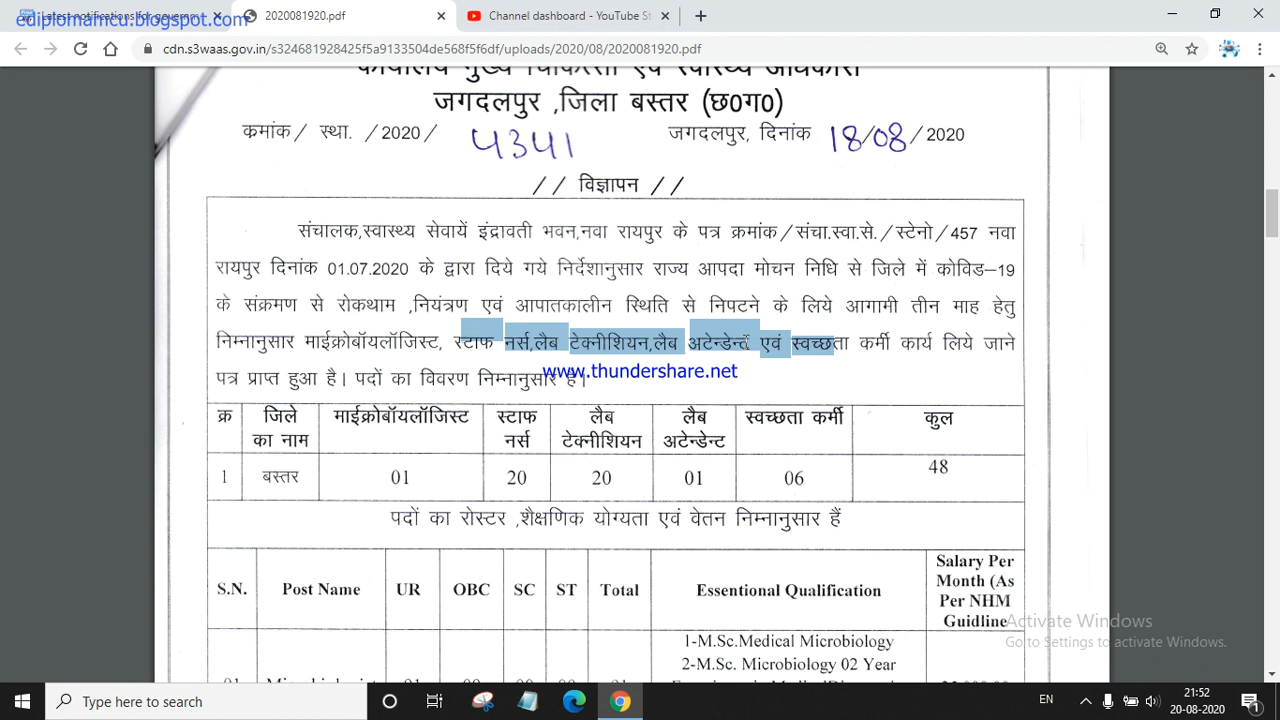 Latest notifications for governm
ediplomamcu.blogspot.com
2020081920.pdf
Channel dashboard - YouTube St
cdn.s3waas.gov.in/s324681928425f5a9133504de568f5f6df/uploads/2020/08/2020081920.pdf
कार्यालय मुख्य चिकित्सा एवं स्वास्थ्य अधिकारी
जगदलपुर ,जिला बस्तर (छ0ग0)
कमांक/ स्था. /2020/ 4341 जगदलपुर, दिनांक 18/08/2020
// विज्ञापन //
संचालक,स्वास्थ्य सेवायें इंद्रावती भवन,नवा रायपुर के पत्र क्रमांक/संचा.स्वा.से./स्टेनो/457 नवा
रायपुर दिनांक 01.07.2020 के द्वारा दिये गये निर्देशानुसार राज्य आपदा मोचन निधि से जिले में कोविड–19
के संक्रमण से रोकथाम ,नियंत्रण एवं आपातकालीन स्थिति से निपटने के लिये आगामी तीन माह हेतु
निम्नानुसार माईक्रोबॉयलॉजिस्ट, स्टाफ नर्स,लैब टेक्नीशियन,लैब अटेन्डेन्ट एवं स्वच्छता कर्मी कार्य लिये जाने
www.thundershare.net
पत्र प्राप्त हुआ है। पदों का विवरण निम्नानुसार है।
क्र जिले का नाम माईक्रोबॉयलॉजिस्ट स्टाफ नर्स लैब टेक्नीशियन लैब अटेन्डेन्ट स्वच्छता कर्मी कुल
1 बस्तर 01 20 20 01 06 48
पदों का रोस्टर ,शैक्षणिक योग्यता एवं वेतन निम्नानुसार हैं
S.N. Post Name UR OBC SC ST Total Essentional Qualification Salary Per Month (As Per NHM Guidline
1-M.Sc.Medical Microbiology
2-M.Sc. Microbiology 02 Year
Activate Windows
Go to Settings to activate Windows.
Type here to search
EN
21:52
20-08-2020